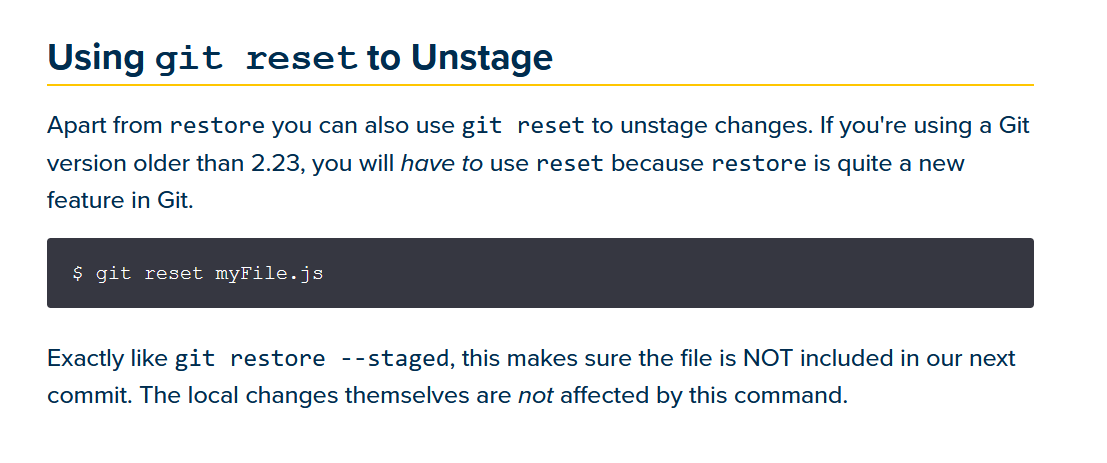 Using git reset to Unstage
Apart from restore you can also use git reset to unstage changes. If you're using a Git
version older than 2.23, you will have to use reset because restore is quite a new
feature in Git.
$ git reset myFile.js
Exactly like git restore --staged, this makes sure the file is NOT included in our next
commit. The local changes themselves are not affected by this command.